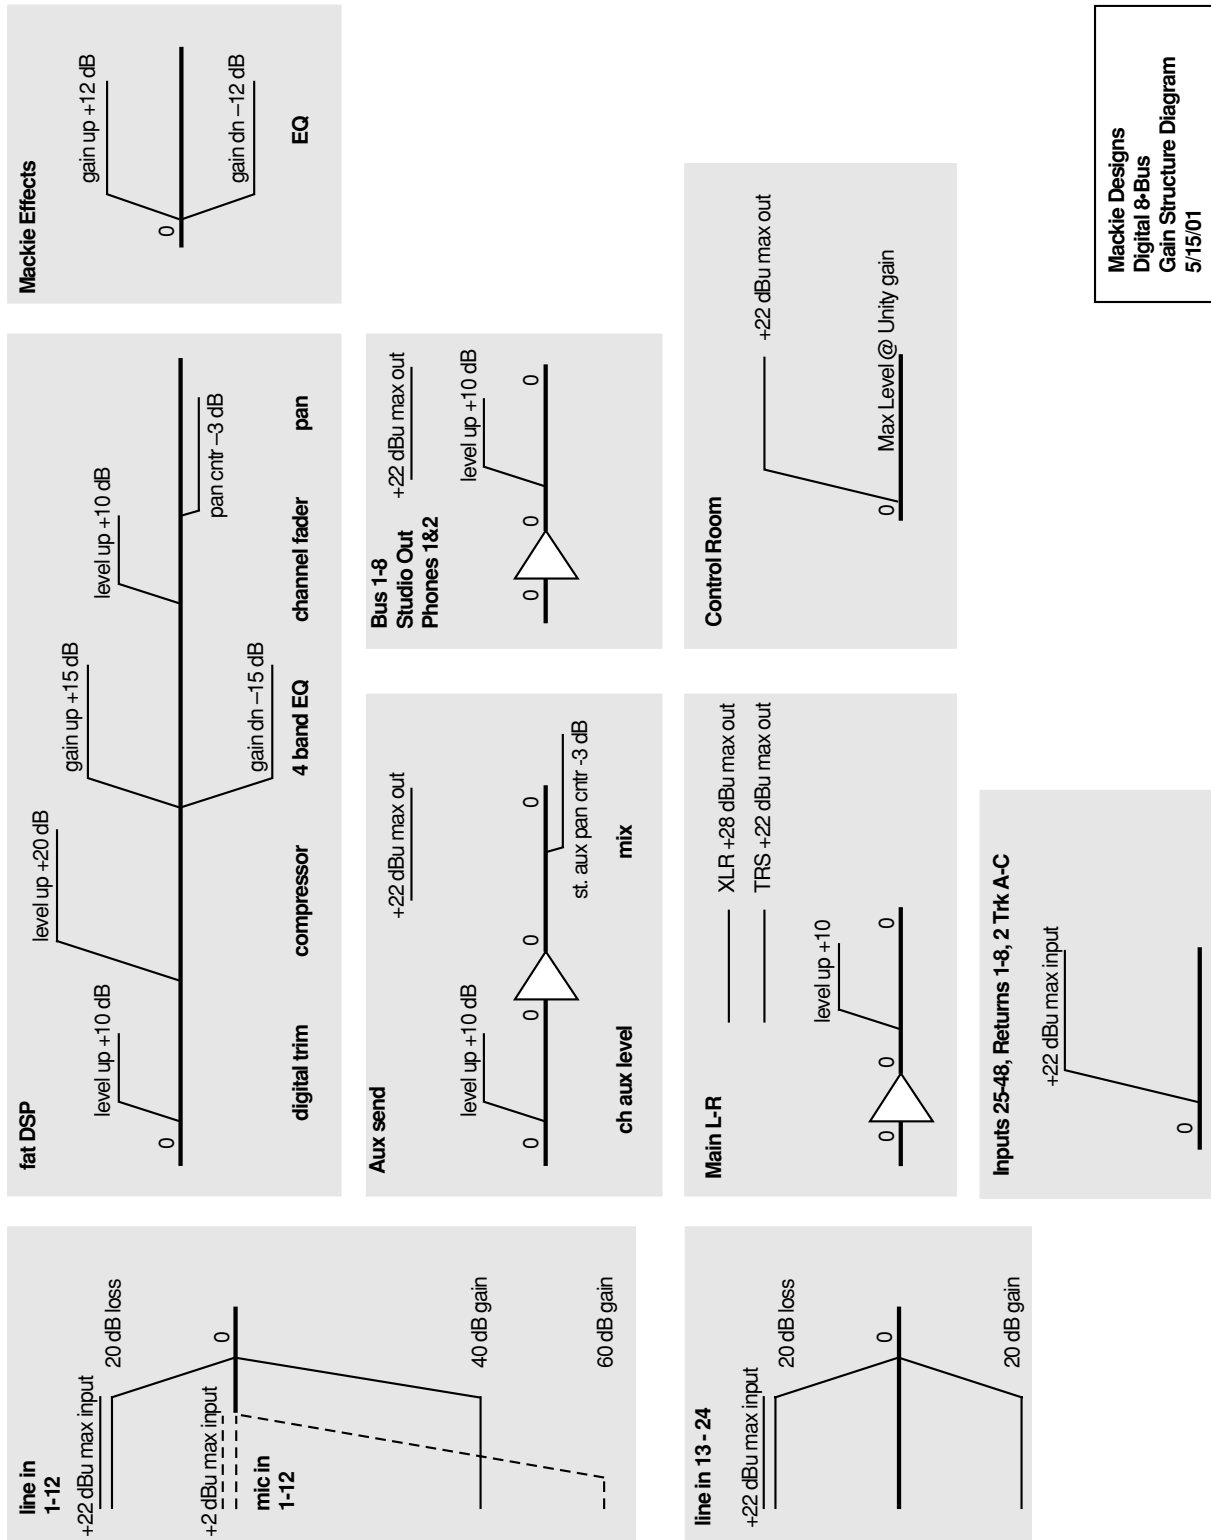 line in
1-12
+22 dBu max input
20 dB loss
+2 dBu max input
0
mic in
1-12
40 dB gain
60 dB gain
fat DSP
0
level up +10 dB
level up +20 dB
gain up +15 dB
gain dn –15 dB
level up +10 dB
pan cntr –3 dB
digital trim
compressor
4 band EQ
channel fader
pan
Mackie Effects
gain up +12 dB
0
gain dn –12 dB
EQ
Aux send
+22 dBu max out
level up +10 dB
0
0
0
0
st. aux pan cntr -3 dB
ch aux level
mix
Bus 1-8
Studio Out
Phones 1&2
+22 dBu max out
level up +10 dB
0
0
0
line in 13 - 24
+22 dBu max input
20 dB loss
0
20 dB gain
Main L-R
XLR +28 dBu max out
TRS +22 dBu max out
level up +10
0
0
0
Control Room
+22 dBu max out
0
Max Level @ Unity gain
Inputs 25-48, Returns 1-8, 2 Trk A-C
+22 dBu max input
0
Mackie Designs
Digital 8•Bus
Gain Structure Diagram
5/15/01